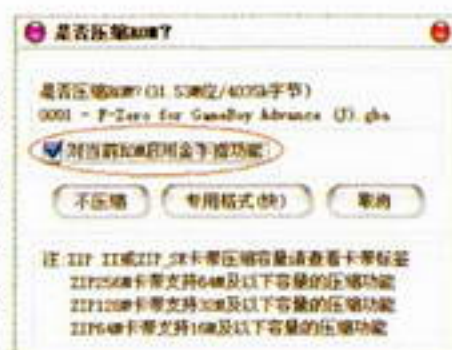 是否压缩ROM?
是否压缩ROM?(31.53M位/4035k字节)
0001 - F-Zero for GameBoy Advance (J).gba
对当前ROM启用金手指功能
不压缩
专用格式(快)
取消
注:ZIP II或ZIP_SR卡带压缩容量请查看卡带标签
ZIP256M卡带支持64M及以下容量的压缩功能
ZIP128M卡带支持32M及以下容量的压缩功能
ZIP64M卡带支持16M及以下容量的压缩功能